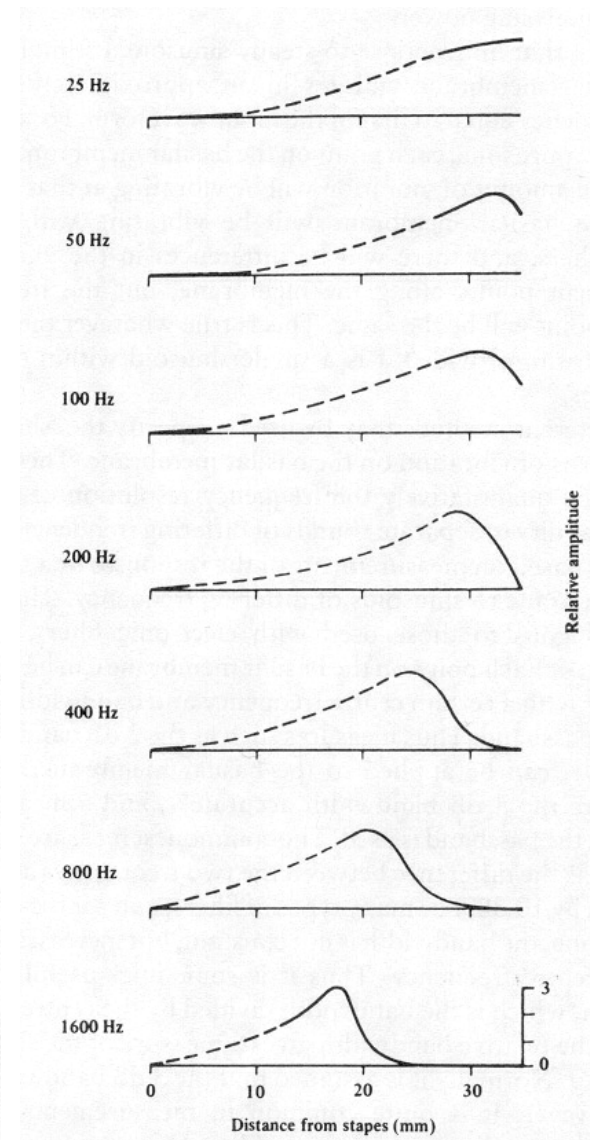 25 Hz
50 Hz
100 Hz
200 Hz
Relative amplitude
400 Hz
800 Hz
1600 Hz
3
0
0 10 20 30
Distance from stapes (mm)